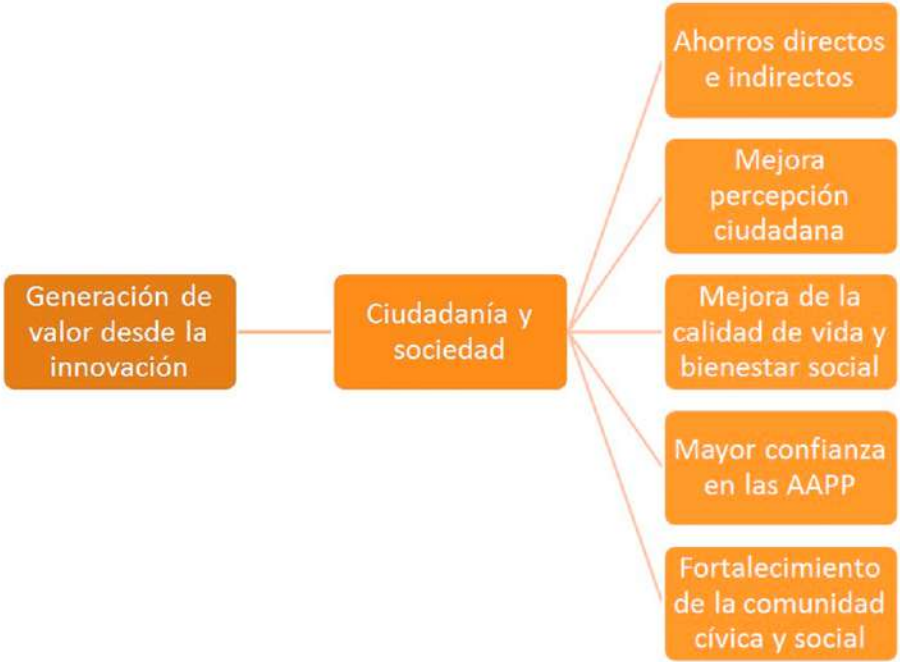 Generación de
valor desde la
innovación
Ciudadanía y
sociedad
Ahorros directos
e indirectos
Mejora
percepción
ciudadana
Mejora de la
calidad de vida y
bienestar social
Mayor confianza
en las AAPP
Fortalecimiento
de la comunidad
cívica y social